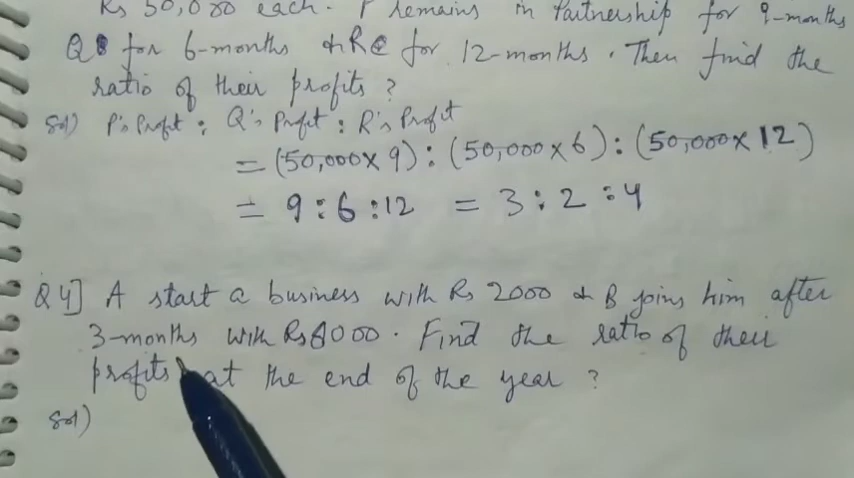 Rs 50,000 each. P remains in Partnership for 9-months
Q for 6-months & R for 12-months. Then find the
ratio of their profits ?
Sol) P's Profit : Q's Profit : R's Profit
= (50,000 x 9) : (50,000 x 6) : (50,000 x 12)
= 9 : 6 : 12 = 3 : 2 : 4
Q4] A start a business with Rs 2000 & B joins him after
3-months with Rs 8000. Find the ratio of their
profits at the end of the year ?
Sol)